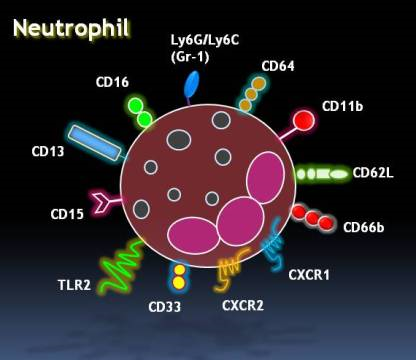 Neutrophil
Ly6G/Ly6C
(Gr-1)
CD64
CD16
CD11b
CD13
CD62L
CD15
CD66b
CXCR1
TLR2
CD33
CXCR2